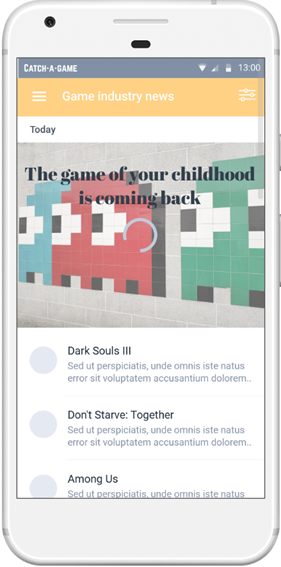 CATCH-A-GAME 13:00
Game industry news
Today
The game of your childhood
is coming back
Dark Souls III
Sed ut perspiciatis, unde omnis iste natus
error sit voluptatem accusantium dolorem..
Don't Starve: Together
Sed ut perspiciatis, unde omnis iste natus
error sit voluptatem accusantium dolorem..
Among Us
Sed ut perspiciatis, unde omnis iste natus